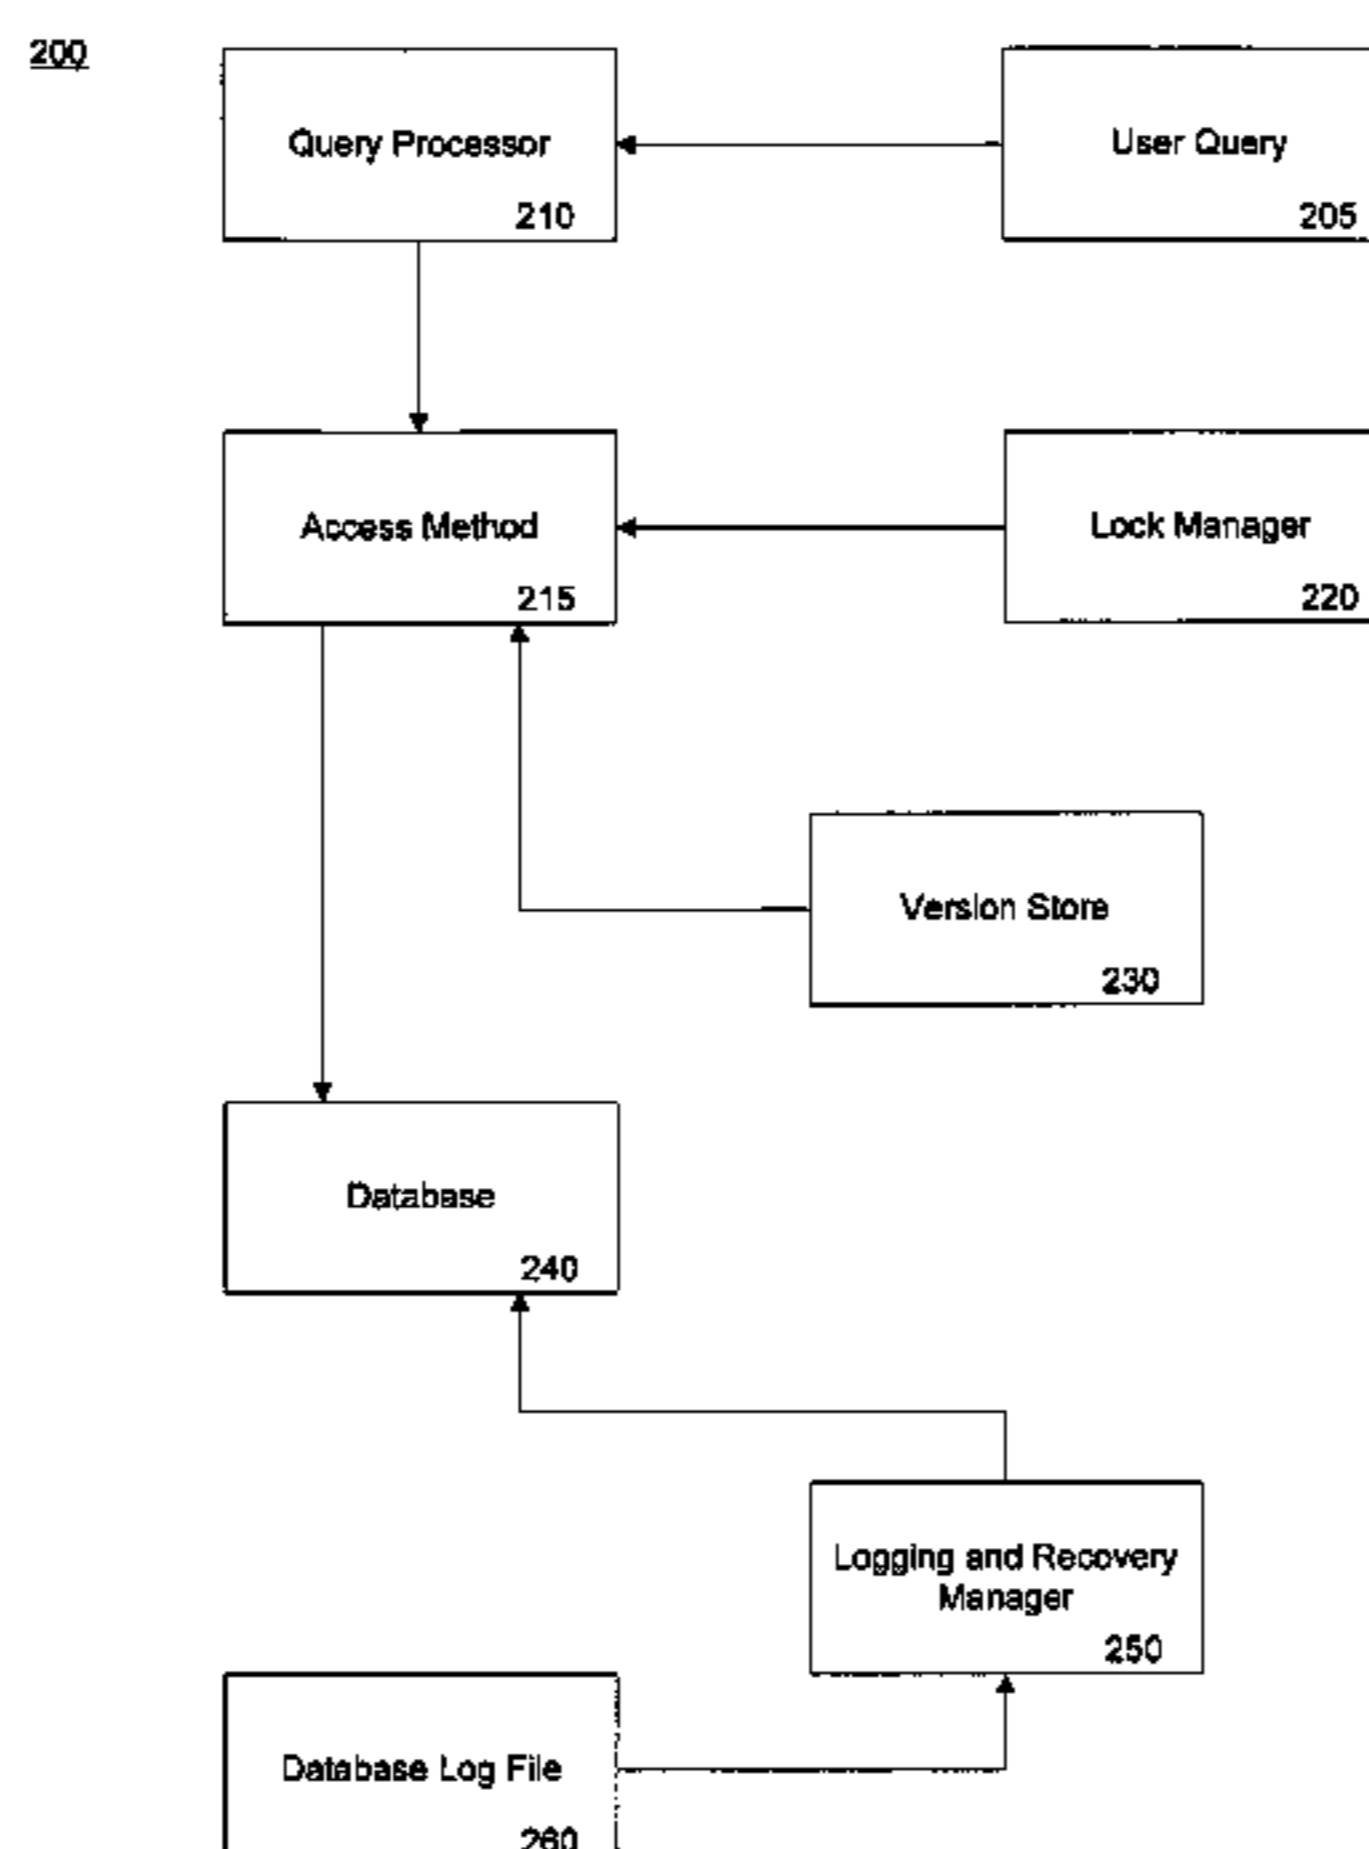 200
Query Processor
210
User Query
205
Access Method
215
Lock Manager
220
Version Store
230
Database
240
Logging and Recovery
Manager
250
Database Log File
260